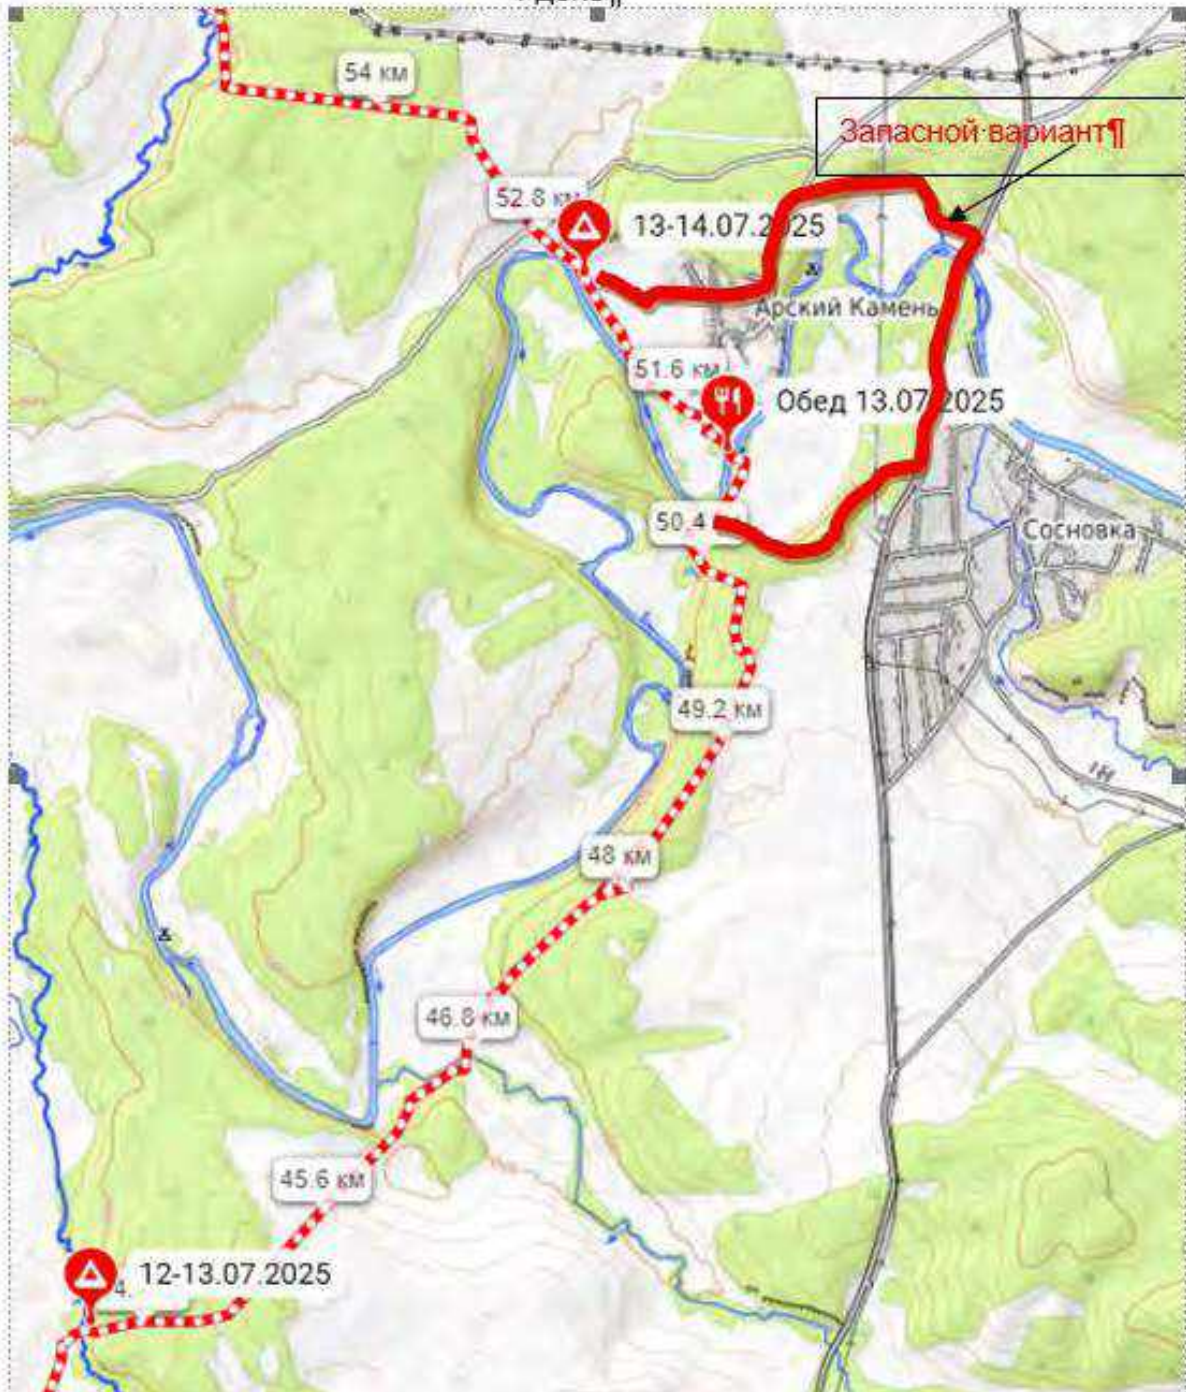 54 км
Запасной вариант¶
52.8 км
13-14.07.2025
Арский Камень
51.6 км
Обед 13.07.2025
50.4
Сосновка
49.2 км
1Н
48 км
46.8 км
45.6 км
12-13.07.2025
4.